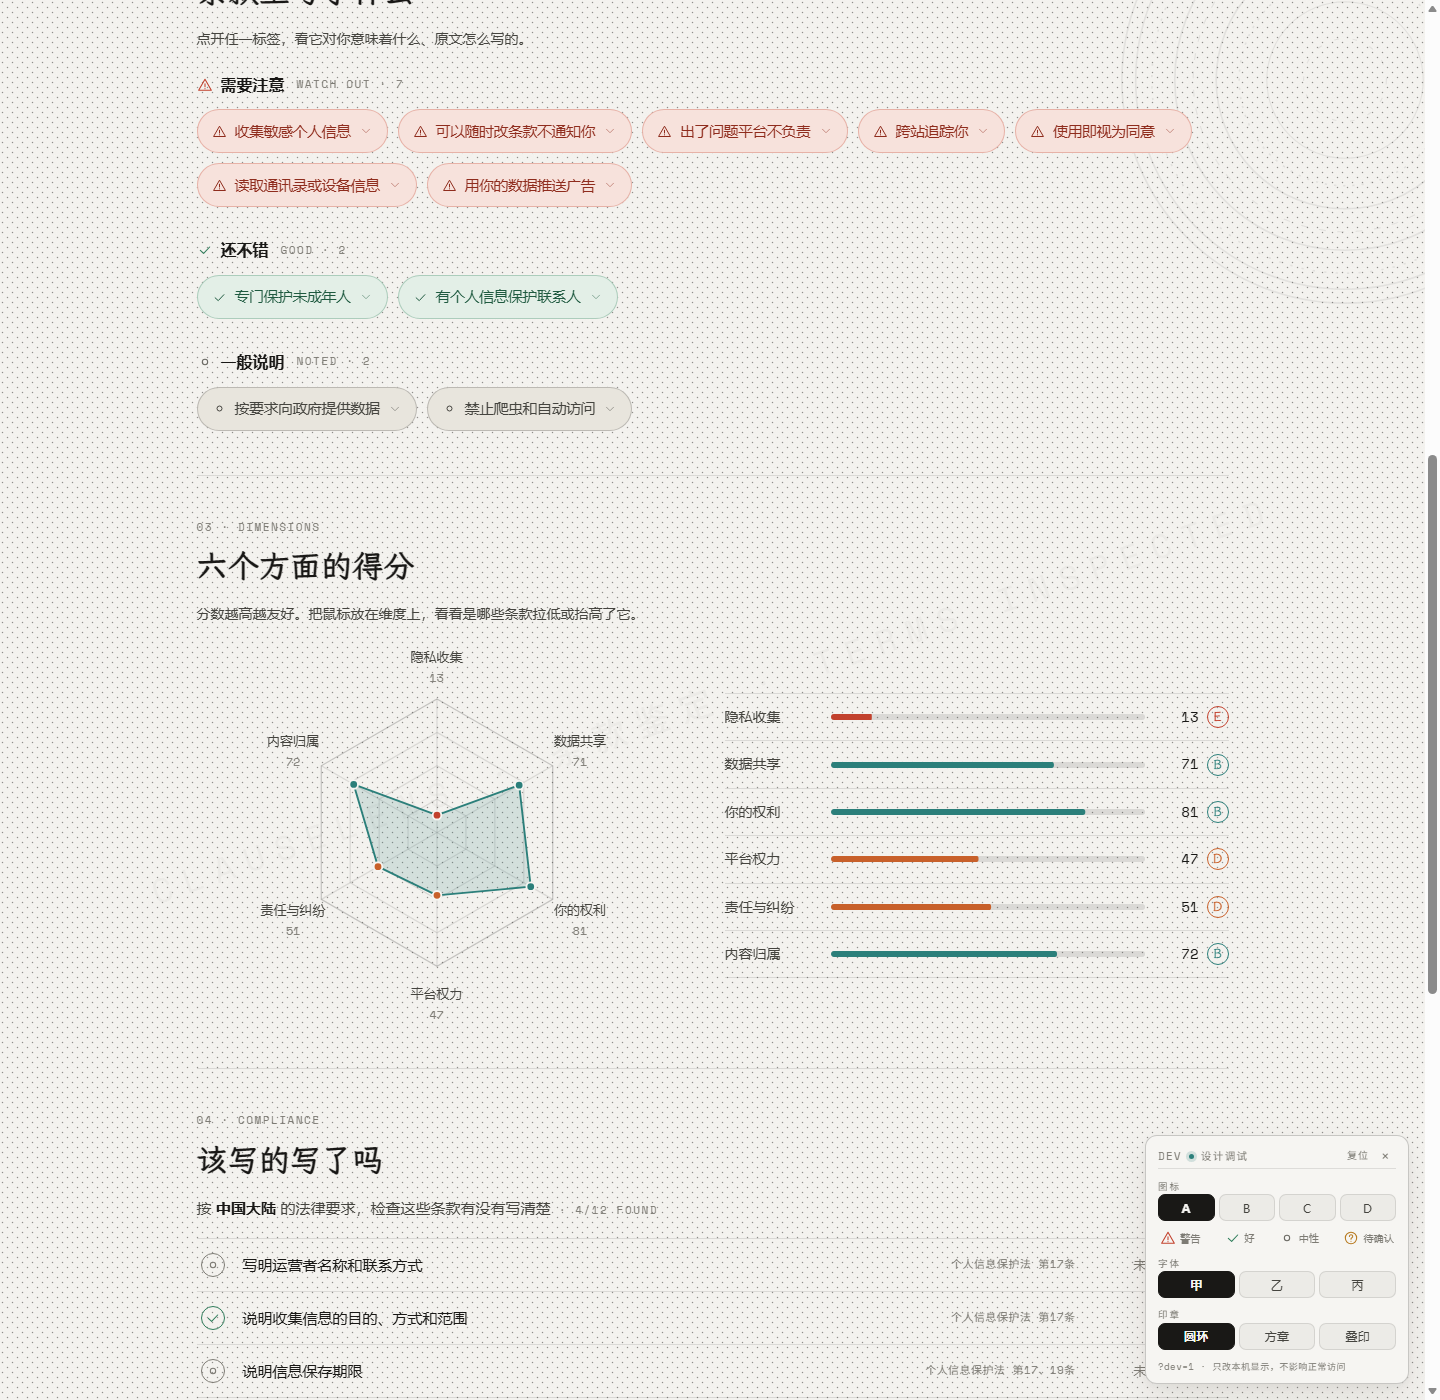 点开任一标签，看它对你意味着什么、原文怎么写的。
需要注意 WATCH OUT · 7
收集敏感个人信息 可以随时改条款不通知你 出了问题平台不负责 跨站追踪你 使用即视为同意
读取通讯录或设备信息 用你的数据推送广告
还不错 GOOD · 2
专门保护未成年人 有个人信息保护联系人
一般说明 NOTED · 2
按要求向政府提供数据 禁止爬虫和自动访问
03 · DIMENSIONS
六个方面的得分
分数越高越友好。把鼠标放在维度上，看看是哪些条款拉低或抬高了它。
隐私收集
13
数据共享
71
你的权利
81
平台权力
47
责任与纠纷
51
内容归属
72
隐私收集 13 E
数据共享 71 B
你的权利 81 B
平台权力 47 D
责任与纠纷 51 D
内容归属 72 B
04 · COMPLIANCE
该写的写了吗
按 中国大陆 的法律要求，检查这些条款有没有写清楚 · 4/12 FOUND
写明运营者名称和联系方式 个人信息保护法 第17条 未
说明收集信息的目的、方式和范围 个人信息保护法 第17条
说明信息保存期限 个人信息保护法 第17、19条 未
DEV 设计调试 复位 ×
图标
A B C D
警告 好 中性 待确认
字体
甲 乙 丙
印章
圆环 方章 叠印
?dev=1 · 只改本机显示，不影响正常访问